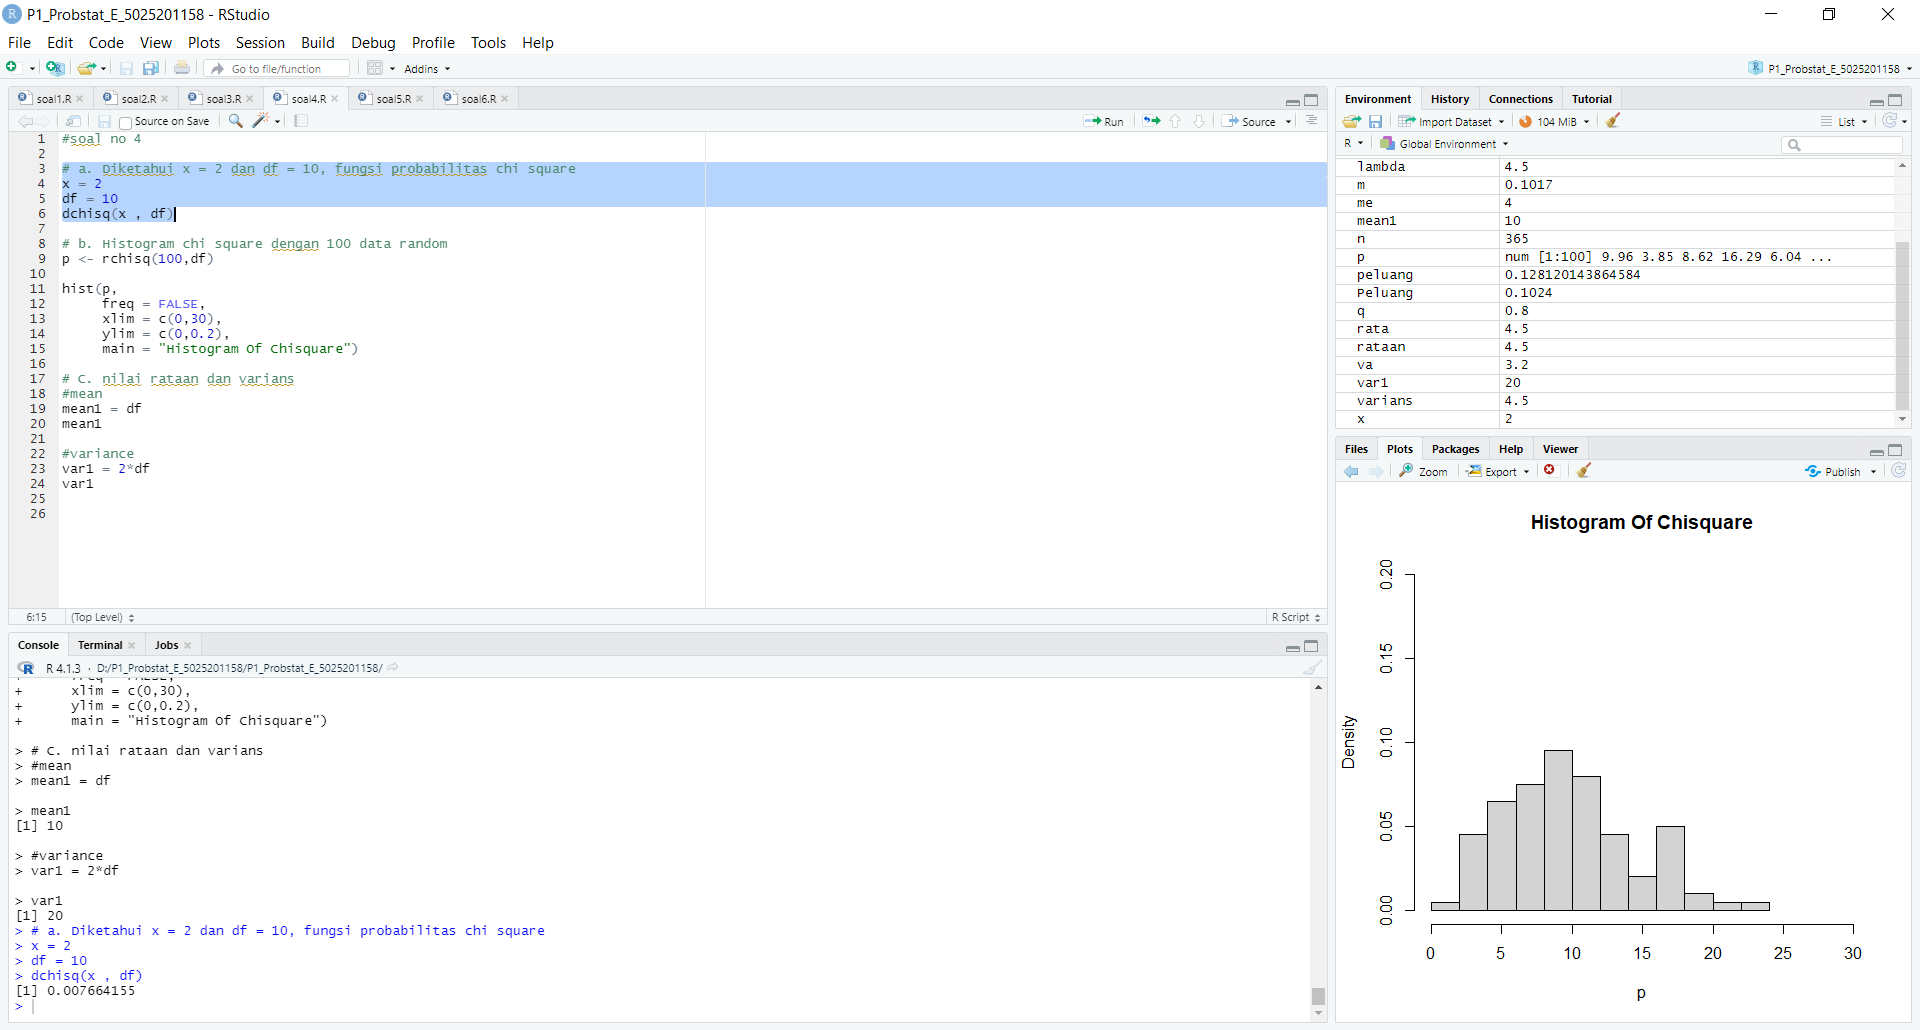 P1_Probstat_E_5025201158 - RStudio
File Edit Code View Plots Session Build Debug Profile Tools Help
Go to file/function Addins P1_Probstat_E_5025201158
soal1.R soal2.R soal3.R soal4.R soal5.R soal6.R
Source on Save Run Source
1 #soal no 4
2
3 # a. Diketahui x = 2 dan df = 10, fungsi probabilitas chi square
4 x = 2
5 df = 10
6 dchisq(x , df)
7
8 # b. Histogram chi square dengan 100 data random
9 p <- rchisq(100,df)
10
11 hist(p,
12 freq = FALSE,
13 xlim = c(0,30),
14 ylim = c(0,0.2),
15 main = "Histogram Of Chisquare")
16
17 # C. nilai rataan dan varians
18 #mean
19 mean1 = df
20 mean1
21
22 #variance
23 var1 = 2*df
24 var1
25
26
6:15 (Top Level) R Script
Console Terminal Jobs
R 4.1.3 · D:/P1_Probstat_E_5025201158/P1_Probstat_E_5025201158/
+ xlim = c(0,30),
+ ylim = c(0,0.2),
+ main = "Histogram Of Chisquare")
> # C. nilai rataan dan varians
> #mean
> mean1 = df
> mean1
[1] 10
> #variance
> var1 = 2*df
> var1
[1] 20
> # a. Diketahui x = 2 dan df = 10, fungsi probabilitas chi square
> x = 2
> df = 10
> dchisq(x , df)
[1] 0.007664155
>
Environment History Connections Tutorial
Import Dataset 104 MiB List
R Global Environment
lambda 4.5
m 0.1017
me 4
mean1 10
n 365
p num [1:100] 9.96 3.85 8.62 16.29 6.04 ...
peluang 0.128120143864584
Peluang 0.1024
q 0.8
rata 4.5
rataan 4.5
va 3.2
var1 20
varians 4.5
x 2
Files Plots Packages Help Viewer
Zoom Export Publish
Histogram Of Chisquare
Density
0.20
0.15
0.10
0.05
0.00
0 5 10 15 20 25 30
p